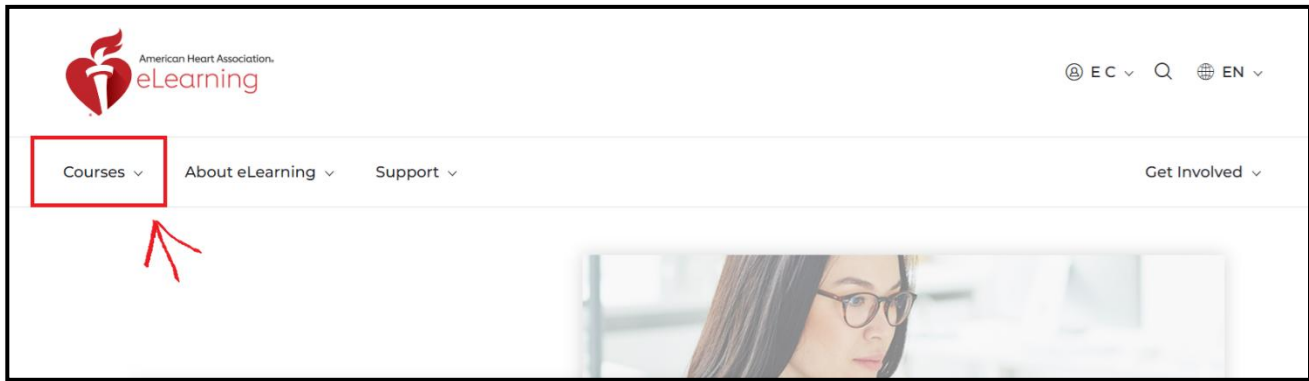 American Heart Association®
eLearning
E C
EN
Courses
About eLearning
Support
Get Involved